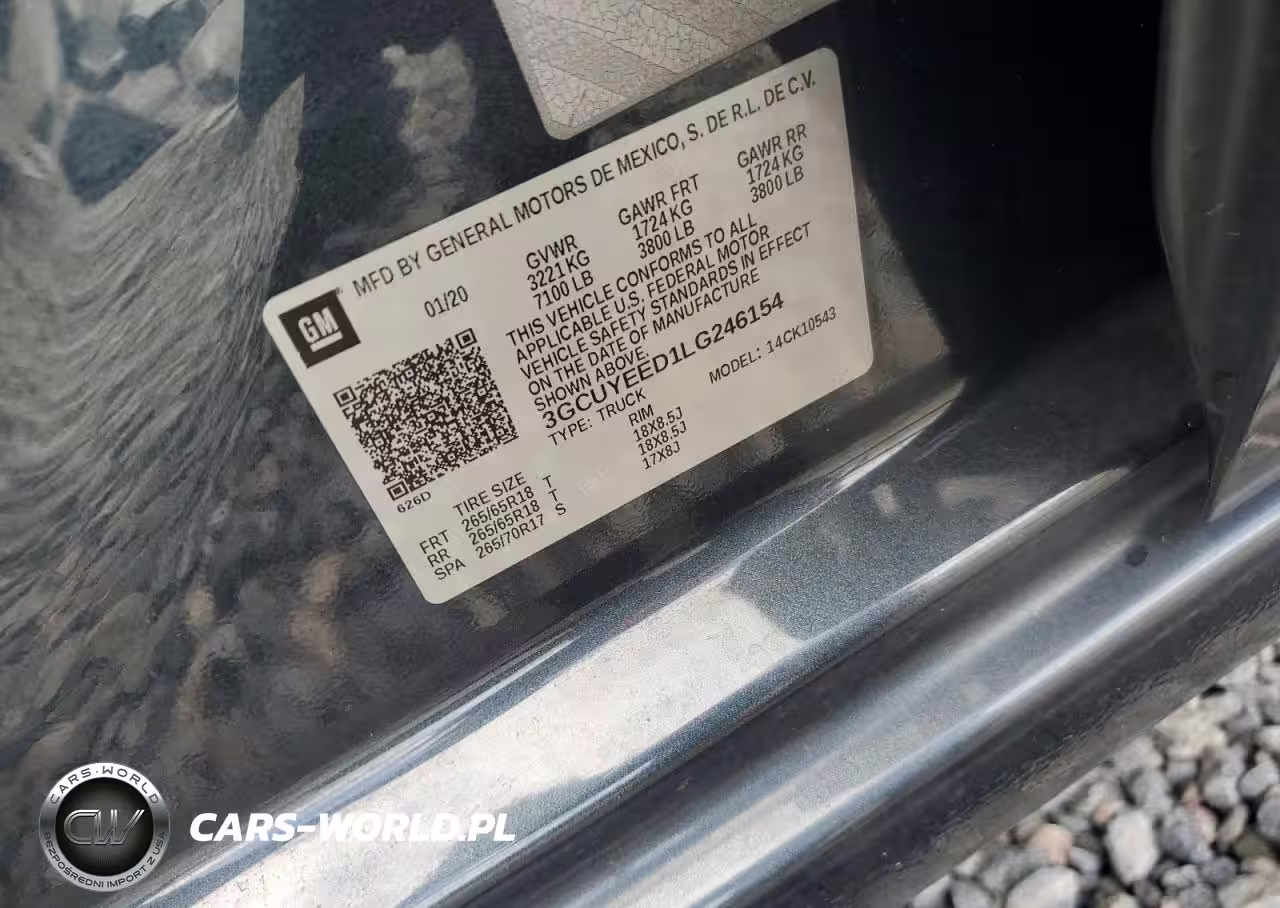 MFD BY GENERAL MOTORS DE MEXICO, S. DE R.L. DE C.V.
GM
01/20
GVWR
3221 KG
7100 LB
GAWR FRT
1724 KG
3800 LB
GAWR RR
1724 KG
3800 LB
THIS VEHICLE CONFORMS TO ALL
APPLICABLE U.S. FEDERAL MOTOR
VEHICLE SAFETY STANDARDS IN EFFECT
ON THE DATE OF MANUFACTURE
SHOWN ABOVE.
3GCUYEED1LG246154
TYPE: TRUCK
MODEL: 14CK10543
626D
TIRE SIZE RIM
FRT 265/65R18 T 18X8.5J
RR 265/65R18 T 18X8.5J
SPA 265/70R17 S 17X8J
CARS-WORLD
CW
BEZPOŚREDNI IMPORT Z USA
CARS-WORLD.PL